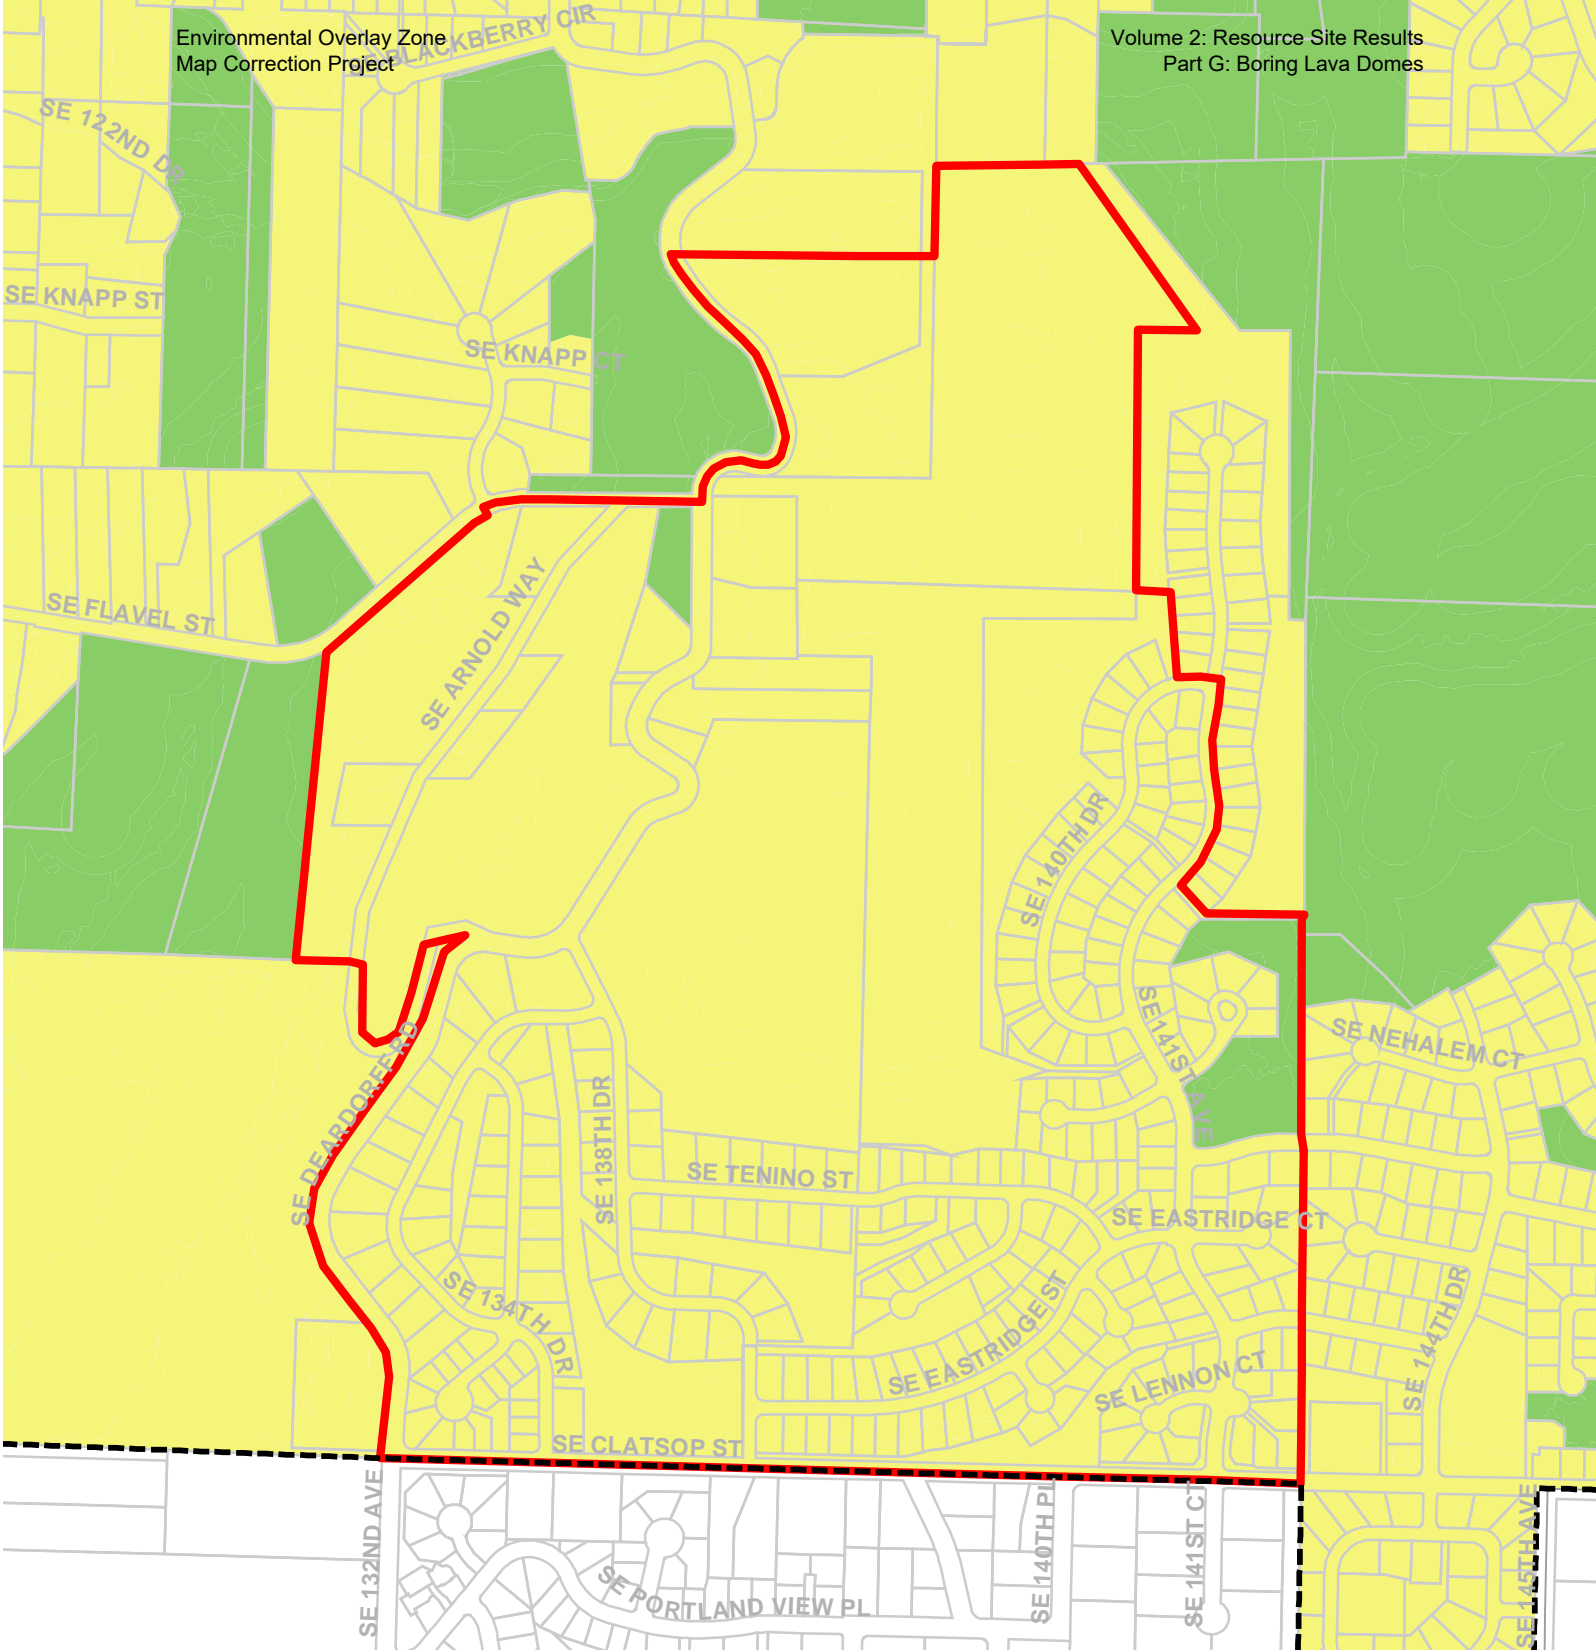 Environmental Overlay Zone
Map Correction Project
Volume 2: Resource Site Results
Part G: Boring Lava Domes
SE BLACKBERRY CIR
SE 122ND DR
SE KNAPP ST
SE KNAPP CT
SE FLAVEL ST
SE ARNOLD WAY
SE 140TH DR
SE 141ST AVE
SE NEHALEM CT
SE DEARDORFF RD
SE 138TH DR
SE TENINO ST
SE EASTRIDGE CT
SE 134TH DR
SE EASTRIDGE ST
SE LENNON CT
SE 144TH DR
SE CLATSOP ST
SE 132ND AVE
SE PORTLAND VIEW PL
SE 140TH PL
SE 141ST CT
SE 145TH AVE